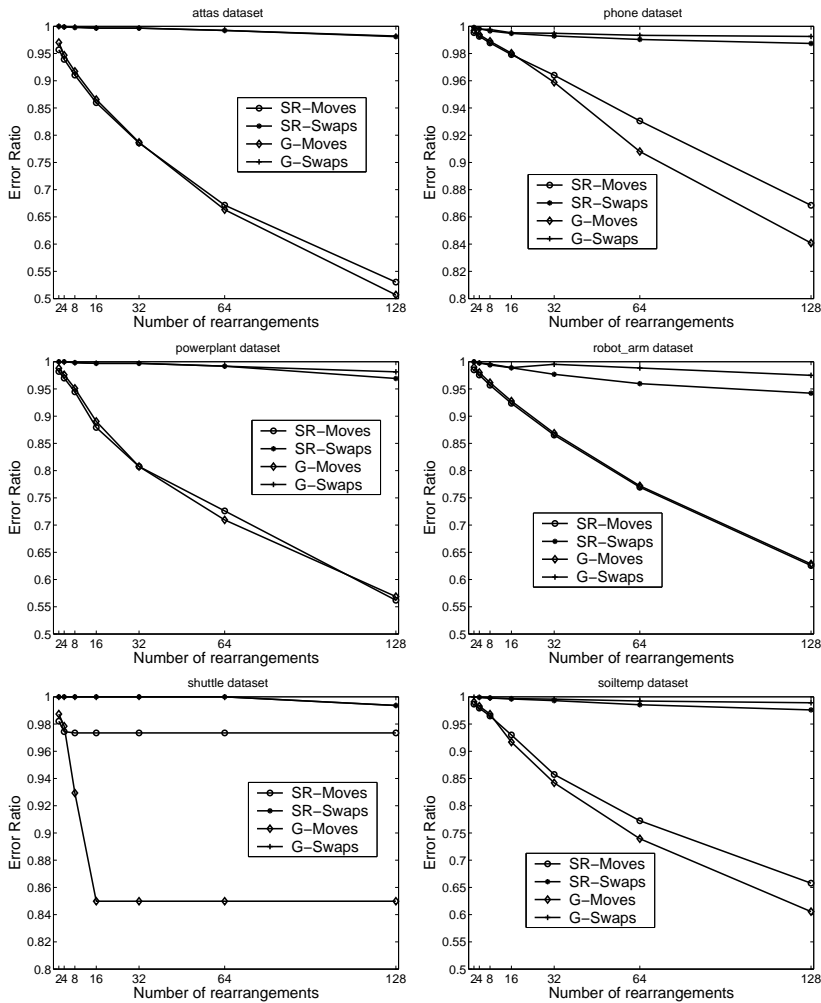 attas dataset
1
0.95
0.9
0.85
0.8
0.75
0.7
0.65
0.6
0.55
0.5
Error Ratio
SR−Moves
SR−Swaps
G−Moves
G−Swaps
2 4 8 16 32 64 128
Number of rearrangements
phone dataset
1
0.98
0.96
0.94
0.92
0.9
0.88
0.86
0.84
0.82
0.8
Error Ratio
SR−Moves
SR−Swaps
G−Moves
G−Swaps
2 4 8 16 32 64 128
Number of rearrangements
powerplant dataset
1
0.95
0.9
0.85
0.8
0.75
0.7
0.65
0.6
0.55
0.5
Error Ratio
SR−Moves
SR−Swaps
G−Moves
G−Swaps
2 4 8 16 32 64 128
Number of rearrangements
robot_arm dataset
1
0.95
0.9
0.85
0.8
0.75
0.7
0.65
0.6
0.55
0.5
Error Ratio
SR−Moves
SR−Swaps
G−Moves
G−Swaps
2 4 8 16 32 64 128
Number of rearrangements
shuttle dataset
1
0.98
0.96
0.94
0.92
0.9
0.88
0.86
0.84
0.82
0.8
Error Ratio
SR−Moves
SR−Swaps
G−Moves
G−Swaps
2 4 8 16 32 64 128
Number of rearrangements
soiltemp dataset
1
0.95
0.9
0.85
0.8
0.75
0.7
0.65
0.6
0.55
0.5
Error Ratio
SR−Moves
SR−Swaps
G−Moves
G−Swaps
2 4 8 16 32 64 128
Number of rearrangements